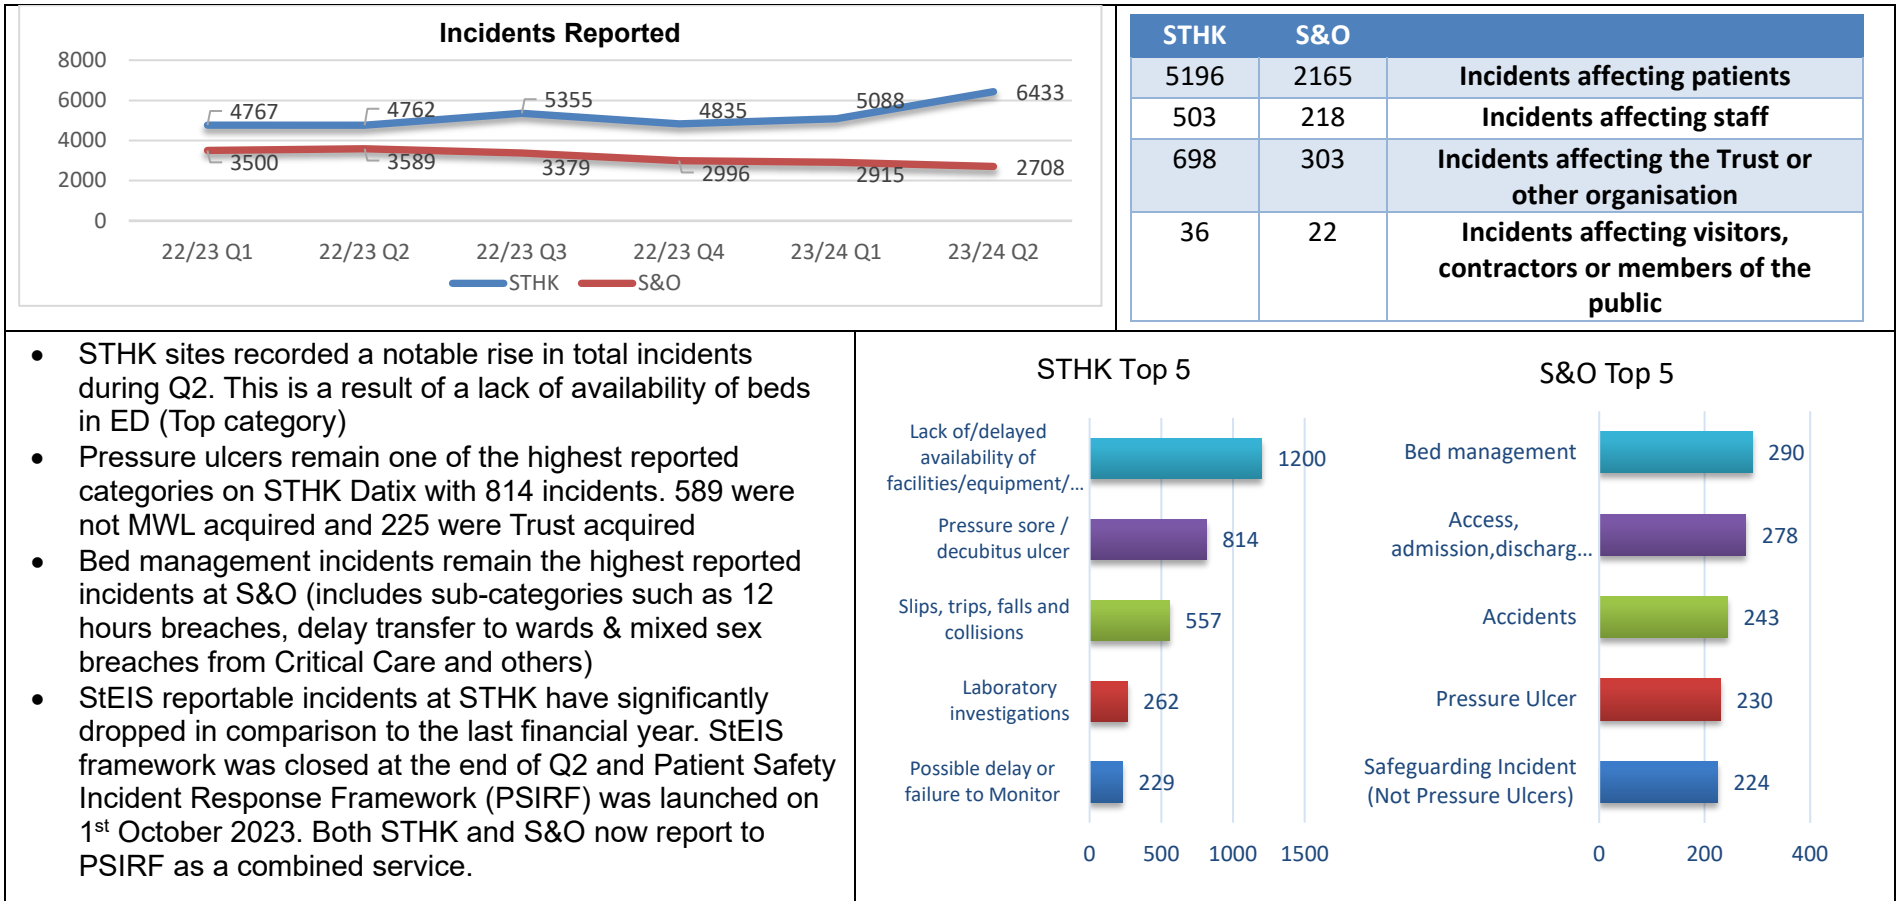 Incidents Reported
8000
6000
4000
2000
0
4767
4762
5355
4835
5088
6433
3500
3589
3379
2996
2915
2708
22/23 Q1
22/23 Q2
22/23 Q3
22/23 Q4
23/24 Q1
23/24 Q2
STHK
S&O
STHK S&O
5196 2165 Incidents affecting patients
503 218 Incidents affecting staff
698 303 Incidents affecting the Trust or
other organisation
36 22 Incidents affecting visitors,
contractors or members of the
public
• STHK sites recorded a notable rise in total incidents
during Q2. This is a result of a lack of availability of beds
in ED (Top category)
• Pressure ulcers remain one of the highest reported
categories on STHK Datix with 814 incidents. 589 were
not MWL acquired and 225 were Trust acquired
• Bed management incidents remain the highest reported
incidents at S&O (includes sub-categories such as 12
hours breaches, delay transfer to wards & mixed sex
breaches from Critical Care and others)
• StEIS reportable incidents at STHK have significantly
dropped in comparison to the last financial year. StEIS
framework was closed at the end of Q2 and Patient Safety
Incident Response Framework (PSIRF) was launched on
1st October 2023. Both STHK and S&O now report to
PSIRF as a combined service.
STHK Top 5
Lack of/delayed
availability of
facilities/equipment/...
1200
Pressure sore /
decubitus ulcer
814
Slips, trips, falls and
collisions
557
Laboratory
investigations
262
Possible delay or
failure to Monitor
229
0 500 1000 1500
S&O Top 5
Bed management
290
Access,
admission,discharg...
278
Accidents
243
Pressure Ulcer
230
Safeguarding Incident
(Not Pressure Ulcers)
224
0 200 400